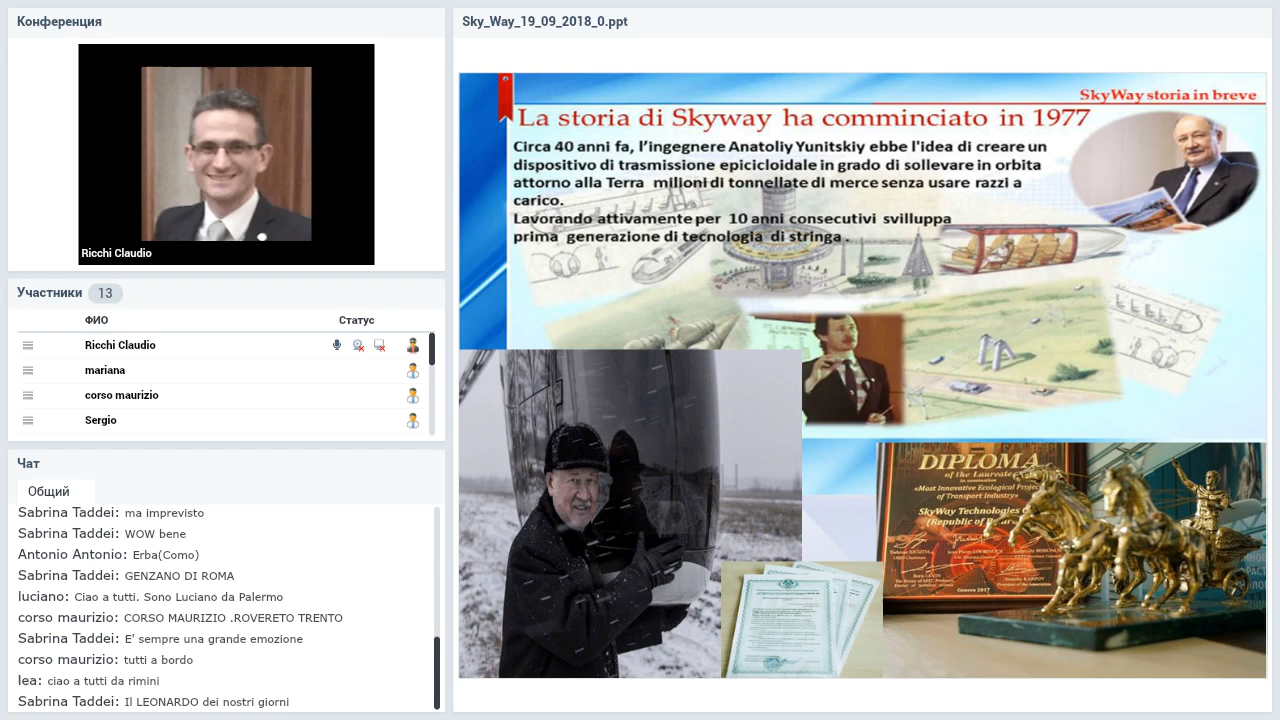 Конференция
Ricchi Claudio
Участники 13
ФИО Статус
Ricchi Claudio
mariana
corso maurizio
Sergio
Чат
Общий
Sabrina Taddei: ma imprevisto
Sabrina Taddei: WOW bene
Antonio Antonio: Erba(Como)
Sabrina Taddei: GENZANO DI ROMA
luciano: Ciao a tutti. Sono Luciano da Palermo
corso maurizio: CORSO MAURIZIO .ROVERETO TRENTO
Sabrina Taddei: E' sempre una grande emozione
corso maurizio: tutti a bordo
lea: ciao a tutti da rimini
Sabrina Taddei: Il LEONARDO dei nostri giorni
Sky_Way_19_09_2018_0.ppt
SkyWay storia in breve
La storia di Skyway ha comminciato in 1977
Circa 40 anni fa, l'ingegnere Anatoliy Yunitskiy ebbe l'idea di creare un
dispositivo di trasmissione epicicloidale in grado di sollevare in orbita
attorno alla Terra milioni di tonnellate di merce senza usare razzi a
carico.
Lavorando attivamente per 10 anni consecutivi svilluppa
prima generazione di tecnologia di stringa .
DIPLOMA
of the Laureate
in nomination
«Most Innovative Ecological Project
of Transport Industry»
SkyWay Technologies
(Republic of
Geneva 2017